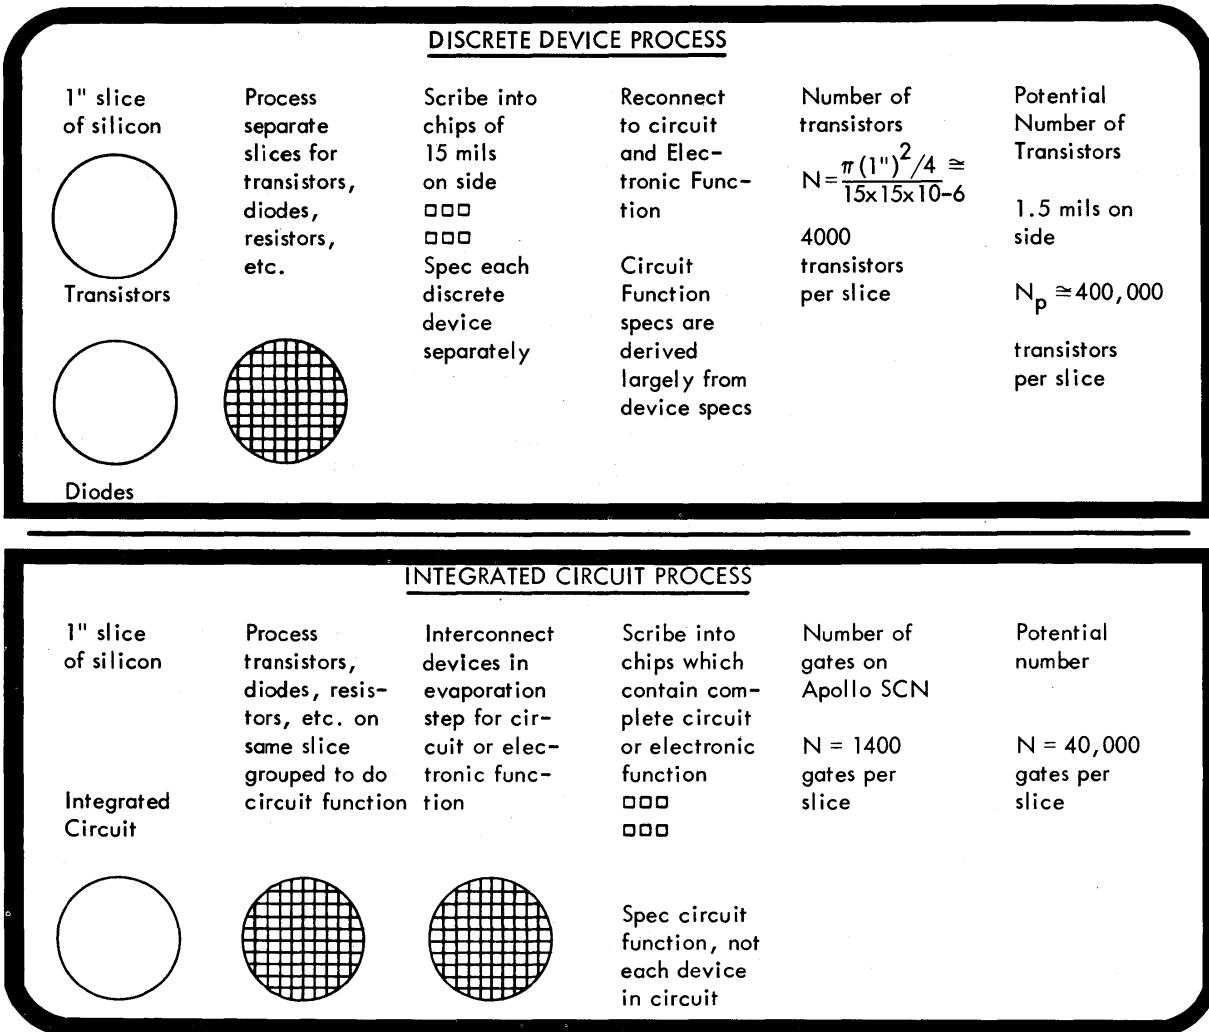 DISCRETE DEVICE PROCESS
1" slice
of silicon
Transistors
Diodes
Process
separate
slices for
transistors,
diodes,
resistors,
etc.
Scribe into
chips of
15 mils
on side
Spec each
discrete
device
separately
Reconnect
to circuit
and Elec-
tronic Func-
tion
Circuit
Function
specs are
derived
largely from
device specs
Number of
transistors
N=π(1")²/4 ≅
15x15x10-6
4000
transistors
per slice
Potential
Number of
Transistors
1.5 mils on
side
Np ≅400,000
transistors
per slice
INTEGRATED CIRCUIT PROCESS
1" slice
of silicon
Integrated
Circuit
Process
transistors,
diodes, resis-
tors, etc. on
same slice
grouped to do
circuit function
Interconnect
devices in
evaporation
step for cir-
cuit or elec-
tronic func-
tion
Scribe into
chips which
contain com-
plete circuit
or electronic
function
Spec circuit
function, not
each device
in circuit
Number of
gates on
Apollo SCN
N = 1400
gates per
slice
Potential
number
N = 40,000
gates per
slice